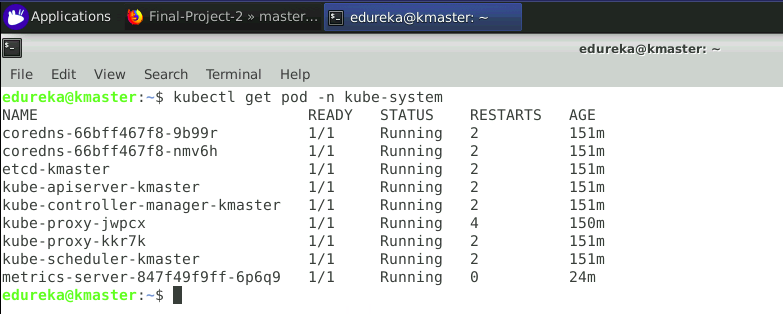 Applications Final-Project-2 » master... edureka@kmaster: ~
edureka@kmaster: ~
File Edit View Search Terminal Help
edureka@kmaster:~$ kubectl get pod -n kube-system
NAME READY STATUS RESTARTS AGE
coredns-66bff467f8-9b99r 1/1 Running 2 151m
coredns-66bff467f8-nmv6h 1/1 Running 2 151m
etcd-kmaster 1/1 Running 2 151m
kube-apiserver-kmaster 1/1 Running 2 151m
kube-controller-manager-kmaster 1/1 Running 2 151m
kube-proxy-jwpcx 1/1 Running 4 150m
kube-proxy-kkr7k 1/1 Running 2 151m
kube-scheduler-kmaster 1/1 Running 2 151m
metrics-server-847f49f9ff-6p6q9 1/1 Running 0 24m
edureka@kmaster:~$